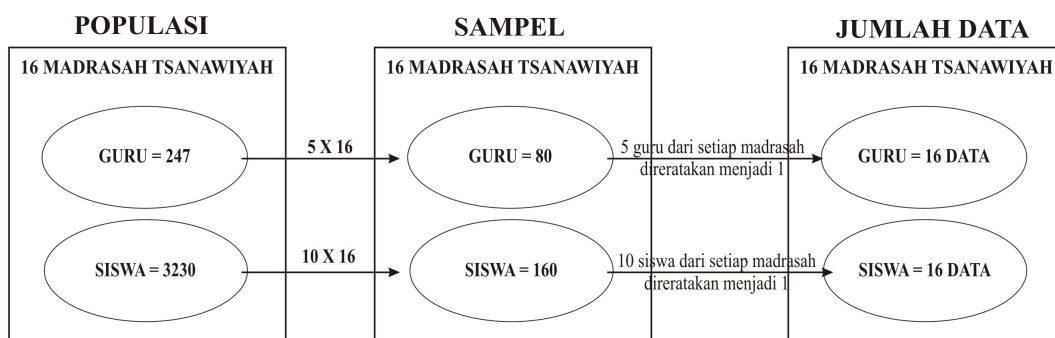 POPULASI
SAMPEL
JUMLAH DATA
16 MADRASAH TSANAWIYAH
16 MADRASAH TSANAWIYAH
16 MADRASAH TSANAWIYAH
GURU = 247
5 X 16
GURU = 80
5 guru dari setiap madrasah
direratakan menjadi 1
GURU = 16 DATA
SISWA = 3230
10 X 16
SISWA = 160
10 siswa dari setiap madrasah
direratakan menjadi 1
SISWA = 16 DATA